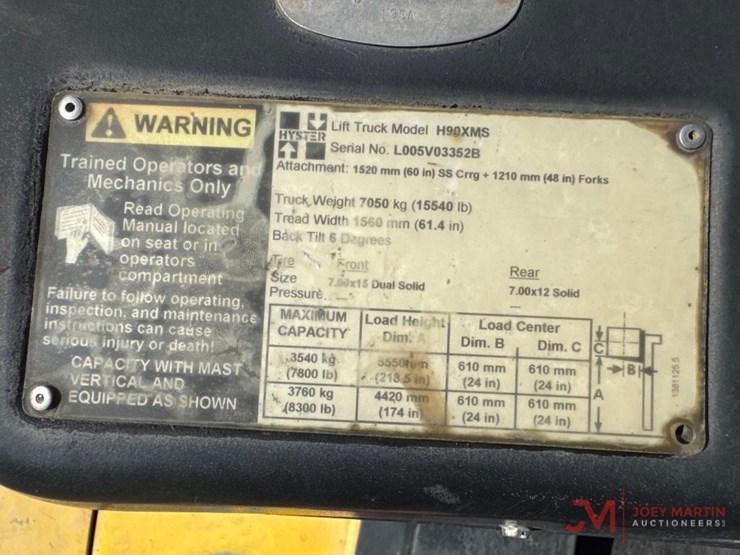 WARNING
Trained Operators and
Mechanics Only
Read Operating
Manual located
on seat or in
operators
compartment
Failure to follow operating,
inspection, and maintenance
instructions can cause
serious injury or death!
CAPACITY WITH MAST
VERTICAL AND
EQUIPPED AS SHOWN
HYSTER
Lift Truck Model H90XMS
Serial No. L005V03352B
Attachment: 1520 mm (60 in) SS Crrg + 1210 mm (48 in) Forks
Truck Weight 7050 kg (15540 lb)
Tread Width 1560 mm (61.4 in)
Back Tilt 6 Degrees
Tire Front Rear
Size 7.00x15 Dual Solid 7.00x12 Solid
Pressure —
MAXIMUM CAPACITY Load Height Dim. A Load Center Dim. B Dim. C
3540 kg (7800 lb) 5550mm (218.5 in) 610 mm (24 in) 610 mm (24 in)
3760 kg (8300 lb) 4420 mm (174 in) 610 mm (24 in) 610 mm (24 in)
C
B
A
JM JOEY MARTIN
AUCTIONEERS